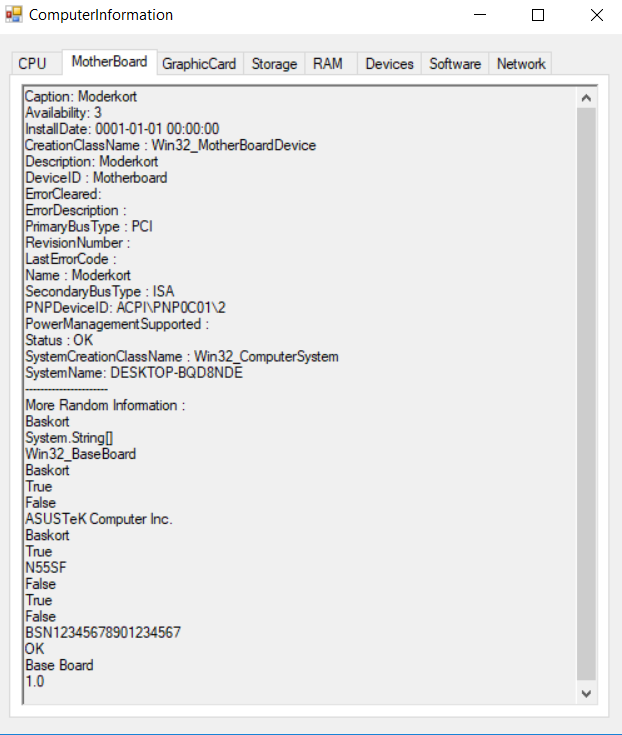 ComputerInformation
CPU MotherBoard GraphicCard Storage RAM Devices Software Network
Caption: Moderkort
Availability: 3
InstallDate: 0001-01-01 00:00:00
CreationClassName : Win32_MotherBoardDevice
Description: Moderkort
DeviceID : Motherboard
ErrorCleared:
ErrorDescription :
PrimaryBusType : PCI
RevisionNumber :
LastErrorCode :
Name : Moderkort
SecondaryBusType : ISA
PNPDeviceID: ACPI\PNP0C01\2
PowerManagementSupported :
Status : OK
SystemCreationClassName : Win32_ComputerSystem
SystemName: DESKTOP-BQD8NDE
----------------------
More Random Information :
Baskort
System.String[]
Win32_BaseBoard
Baskort
True
False
ASUSTeK Computer Inc.
Baskort
True
N55SF
False
True
False
BSN12345678901234567
OK
Base Board
1.0